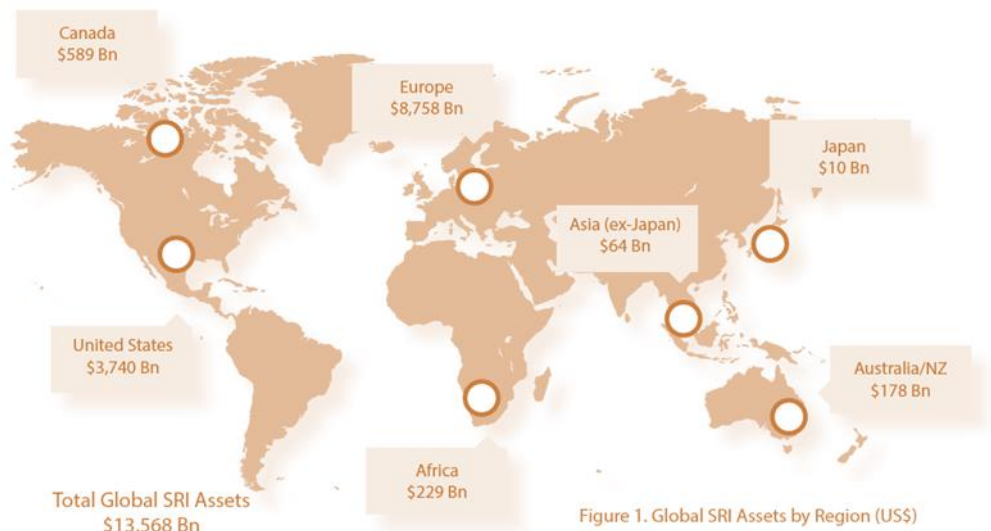 Canada
$589 Bn
Europe
$8,758 Bn
Japan
$10 Bn
Asia (ex-Japan)
$64 Bn
United States
$3,740 Bn
Australia/NZ
$178 Bn
Africa
$229 Bn
Total Global SRI Assets
$13,568 Bn
Figure 1. Global SRI Assets by Region (US$)